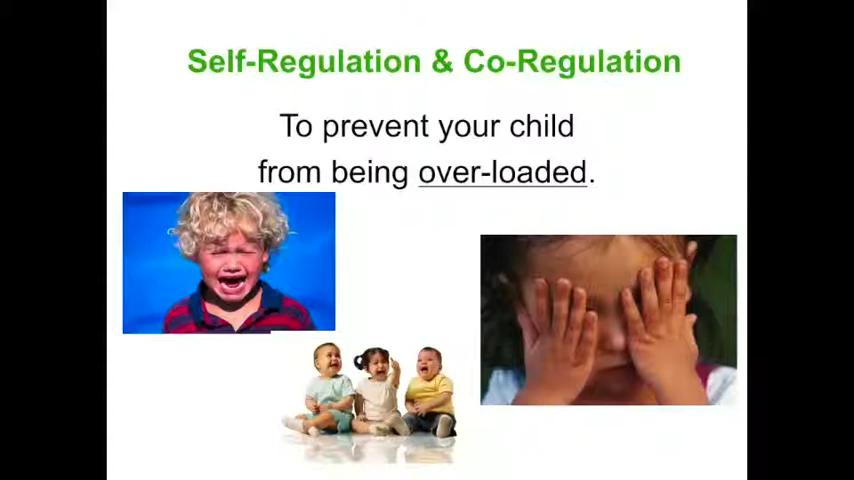 Self-Regulation & Co-Regulation
To prevent your child
from being over-loaded.